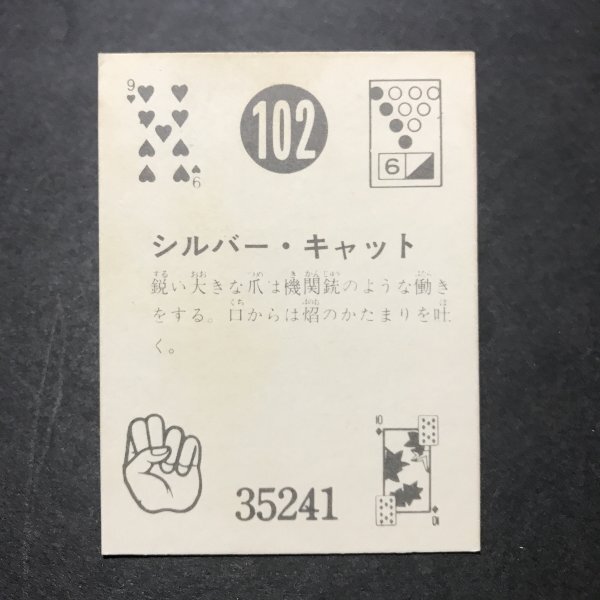 9
102
6
6
シルバー・キャット
鋭い大きな爪は機関銃のような働き
をする。口からは焰のかたまりを吐
く。
10
35241
10